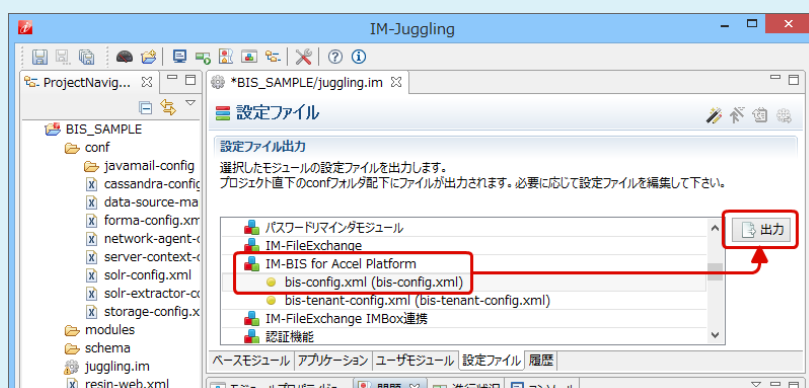 IM-Juggling
ProjectNavig...
*BIS_SAMPLE/juggling.im
BIS_SAMPLE
conf
javamail-config
cassandra-config
data-source-ma
forma-config.xm
network-agent-c
server-context-c
solr-config.xml
solr-extractor-co
storage-config.x
modules
schema
juggling.im
resin-web.xml
設定ファイル
設定ファイル出力
選択したモジュールの設定ファイルを出力します。
プロジェクト直下のconfフォルダ配下にファイルが出力されます。必要に応じて設定ファイルを編集して下さい。
パスワードリマインダモジュール
IM-FileExchange
IM-BIS for Accel Platform
bis-config.xml (bis-config.xml)
bis-tenant-config.xml (bis-tenant-config.xml)
IM-FileExchange IMBox連携
認証機能
出力
ベースモジュール アプリケーション ユーザモジュール 設定ファイル 履歴